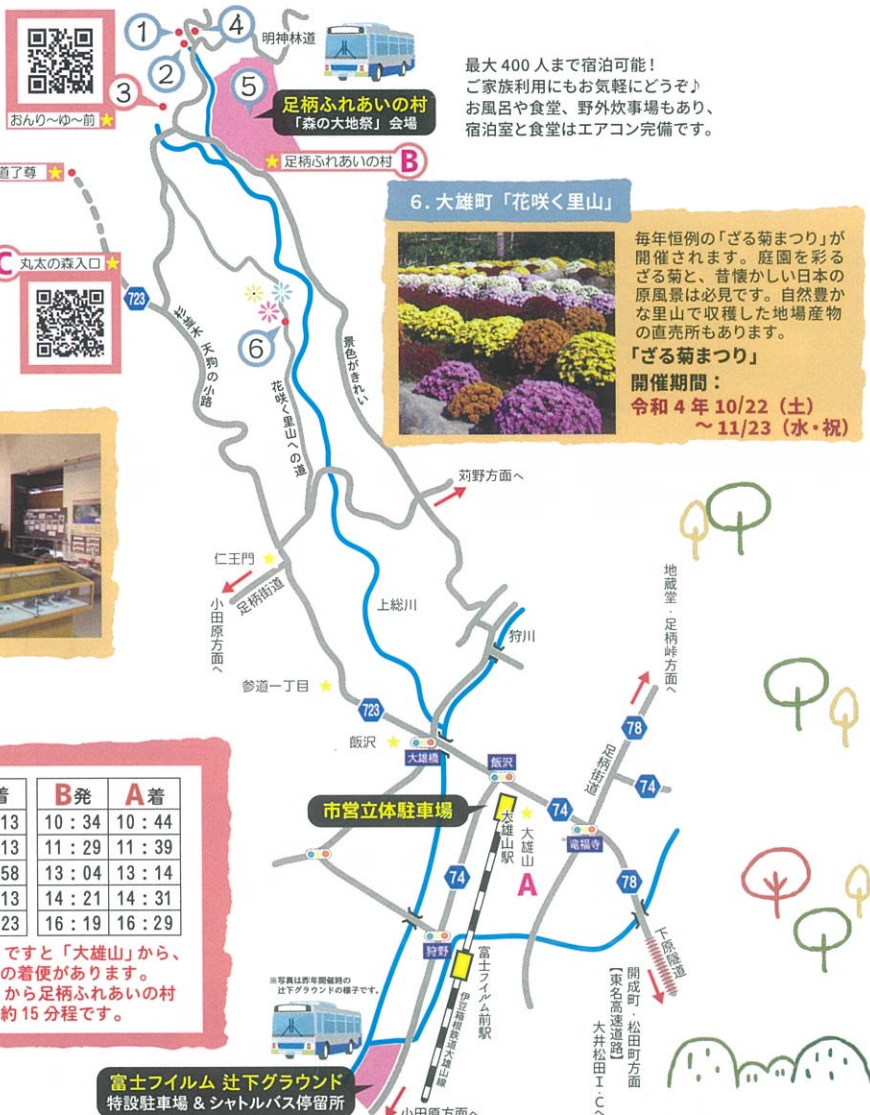 1
4
2
明神林道
5
足柄ふれあいの村
「森の大地祭」会場
3
おんり〜ゆ〜前
足柄ふれあいの村
B
道了尊
C
丸太の森入口
723
杉並木 天狗の小路
6
花咲く里山への道
景色がきれい
最大400人まで宿泊可能!
ご家族利用にもお気軽にどうぞ♪
お風呂や食堂、野外炊事場もあり、
宿泊室と食堂はエアコン完備です。
6. 大雄町「花咲く里山」
毎年恒例の「ざる菊まつり」が
開催されます。庭園を彩る
ざる菊と、昔懐かしい日本の
原風景は必見です。自然豊か
な里山で収穫した地場産物
の直売所もあります。
「ざる菊まつり」
開催期間:
令和4年10/22(土)
〜11/23(水・祝)
苅野方面へ
仁王門
足柄街道
小田原方面へ
上総川
狩川
参道一丁目
723
飯沢
大雄橋
飯沢
地蔵堂・足柄峠方面へ
78
足柄街道
74
74
竜福寺
78
市営立体駐車場
大雄山駅
大雄山
A
74
狩野
富士フイルム前駅
伊豆箱根鉄道大雄山線
下原隧道
開成町・松田町方面
【東名高速道路】
大井松田I・Cへ
※写真は昨年開催時の
辻下グラウンドの様子です。
富士フイルム 辻下グラウンド
特設駐車場 & シャトルバス停留所
小田原方面へ
着 B発 A着
13 10:34 10:44
13 11:29 11:39
58 13:04 13:14
13 14:21 14:31
23 16:19 16:29
ですと「大雄山」から、
の着便があります。
から足柄ふれあいの村
約15分程です。